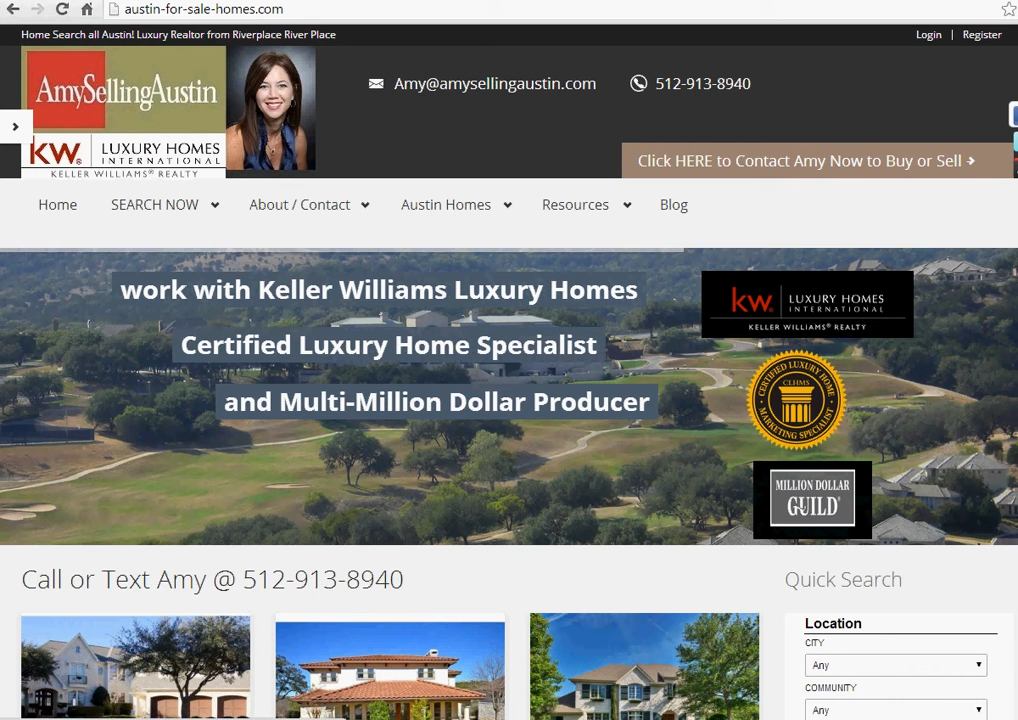 austin-for-sale-homes.com
Home Search all Austin! Luxury Realtor from Riverplace River Place
Login | Register
AmySellingAustin
kw® LUXURY HOMES
INTERNATIONAL
KELLER WILLIAMS® REALTY
Amy@amysellingaustin.com
512-913-8940
Click HERE to Contact Amy Now to Buy or Sell
Home SEARCH NOW About / Contact Austin Homes Resources Blog
work with Keller Williams Luxury Homes
Certified Luxury Home Specialist
and Multi-Million Dollar Producer
kw® LUXURY HOMES
INTERNATIONAL
KELLER WILLIAMS® REALTY
CERTIFIED LUXURY HOME
CLHMS
MARKETING SPECIALIST
MILLION DOLLAR
GUILD®
Call or Text Amy @ 512-913-8940
Quick Search
Location
CITY
Any
COMMUNITY
Any